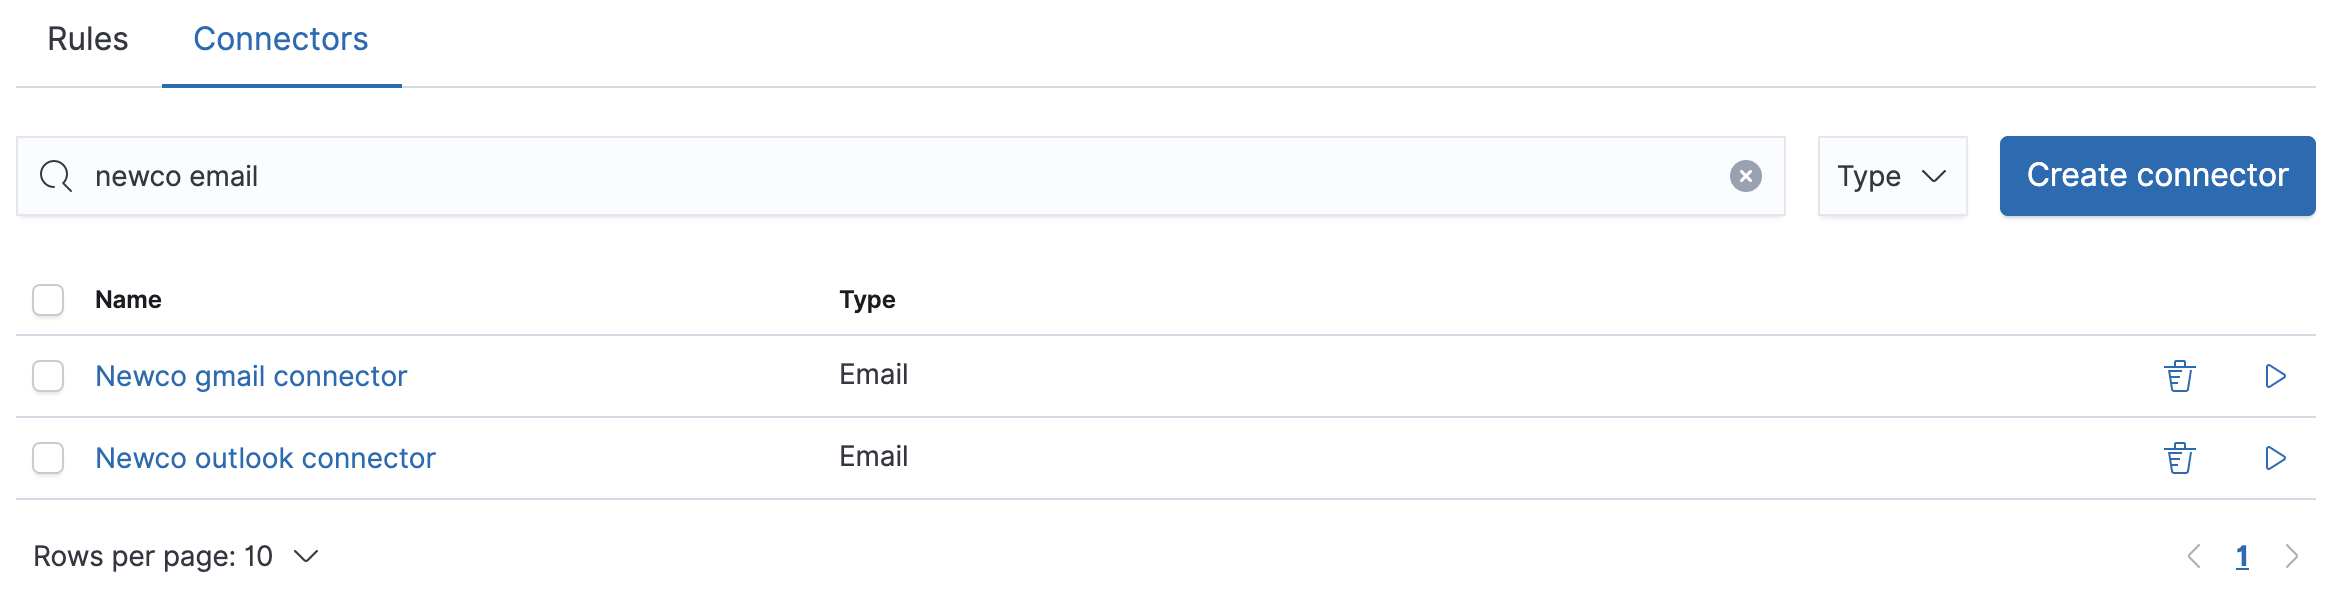 Rules Connectors
newco email Type Create connector
Name Type
Newco gmail connector Email
Newco outlook connector Email
Rows per page: 10 1